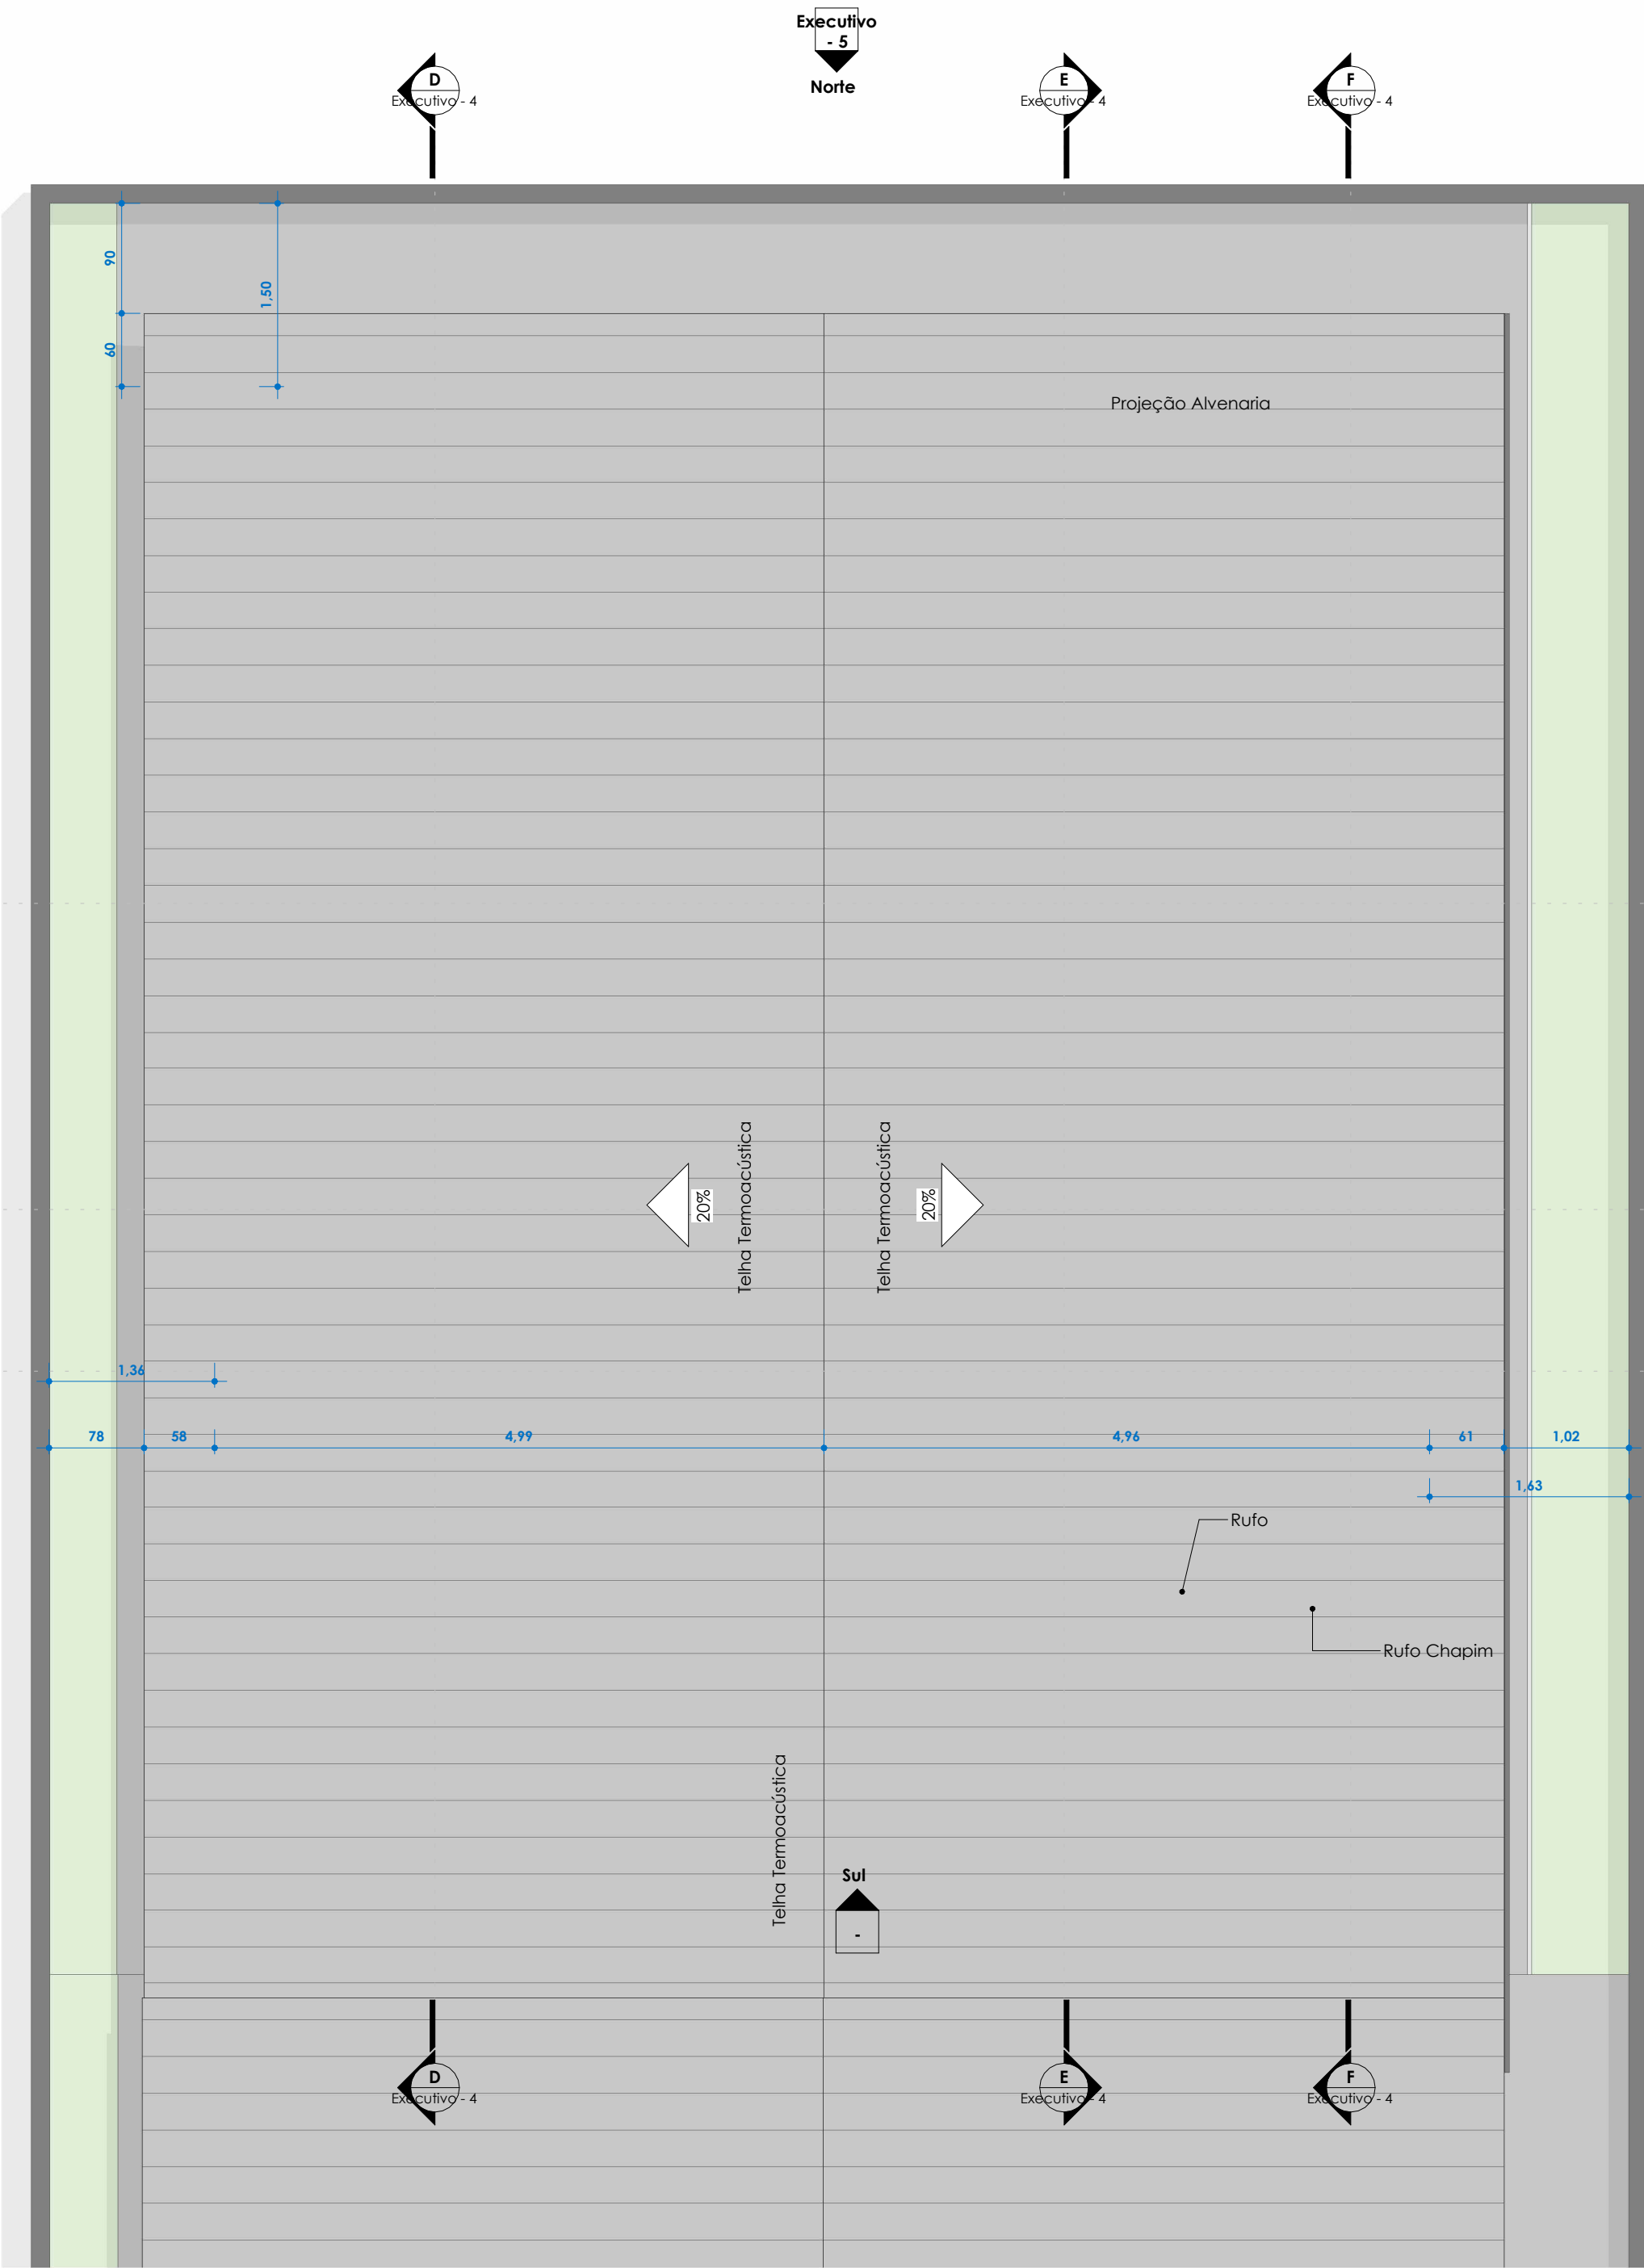 Executivo
- 5
Norte
D
Executivo - 4
E
Executivo - 4
F
Executivo - 4
90
1,50
60
Projeção Alvenaria
Telha Termoacústica
Telha Termoacústica
20%
20%
1,36
78
58
4,99
4,96
61
1,02
1,63
Rufo
Rufo Chapim
Telha Termoacústica
Sul
-
D
Executivo - 4
E
Executivo - 4
F
Executivo - 4